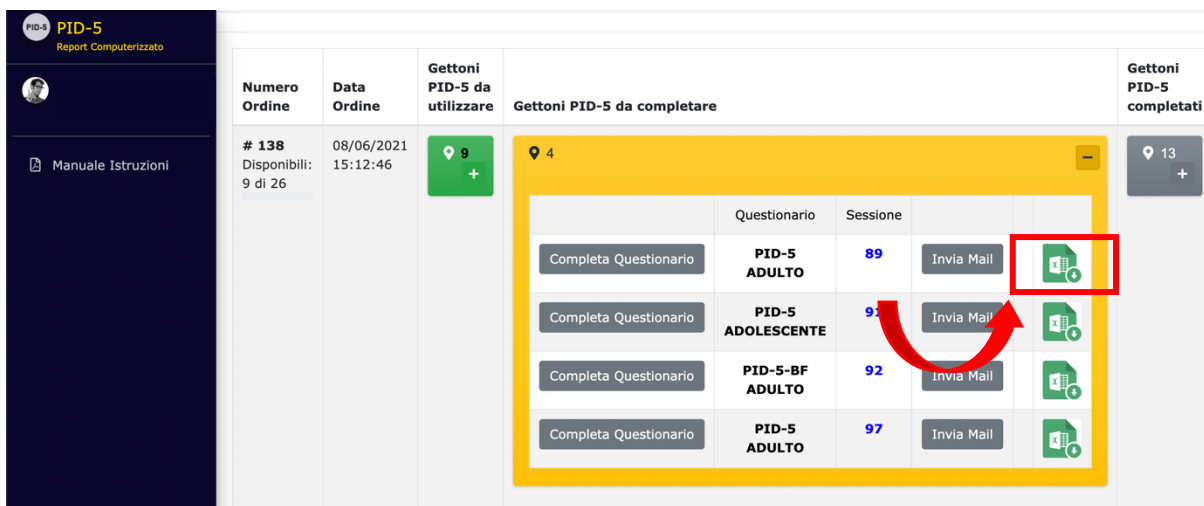 PID-5
PID-5
Report Computerizzato
Manuale Istruzioni
Numero
Ordine
Data
Ordine
Gettoni
PID-5 da
utilizzare
Gettoni PID-5 da completare
Gettoni
PID-5
completati
# 138
Disponibili:
9 di 26
08/06/2021
15:12:46
9
+
4
−
13
+
Questionario Sessione
Completa Questionario PID-5 ADULTO 89 Invia Mail
Completa Questionario PID-5 ADOLESCENTE Invia Mail
Completa Questionario PID-5-BF ADULTO 92 Invia Mail
Completa Questionario PID-5 ADULTO 97 Invia Mail